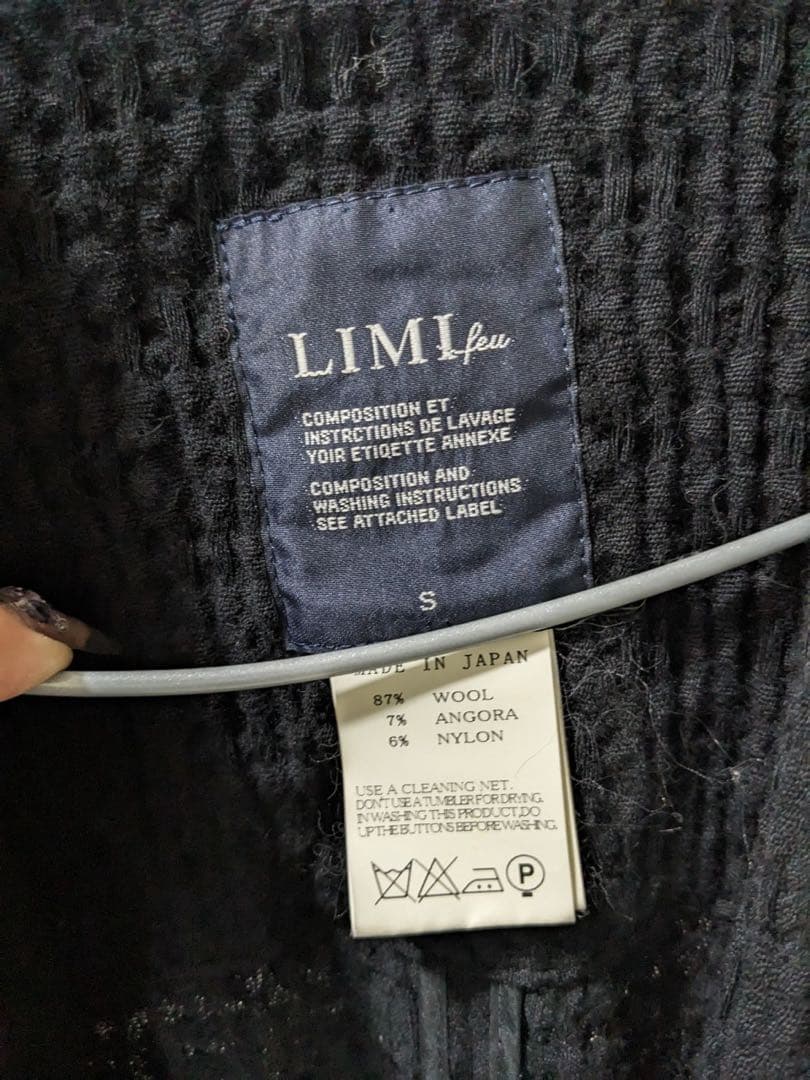 LIMI feu
COMPOSITION ET
INSTRCTIONS DE LAVAGE
YOIR ETIQETTE ANNEXE
COMPOSITION AND
WASHING INSTRUCTIONS
SEE ATTACHED LABEL
S
MADE IN JAPAN
87% WOOL
7% ANGORA
6% NYLON
USE A CLEANING NET.
DON'T USE A TUMBLER FOR DRYING.
IN WASHING THIS PRODUCT,DO
UP THE BUTTONS BEFORE WASHING.
P